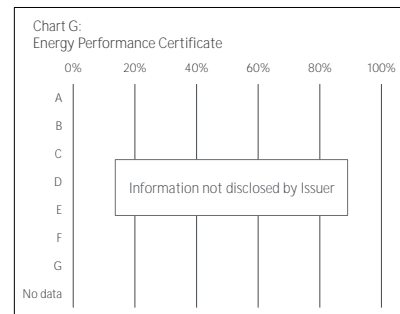 Chart G:
Energy Performance Certificate
0% 20% 40% 60% 80% 100%
A
B
C
D
Information not disclosed by Issuer
E
F
G
No data